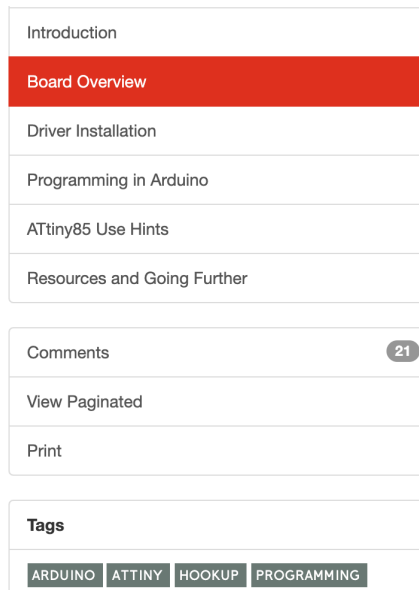 Introduction
Board Overview
Driver Installation
Programming in Arduino
ATtiny85 Use Hints
Resources and Going Further
Comments 21
View Paginated
Print
Tags
ARDUINO ATTINY HOOKUP PROGRAMMING